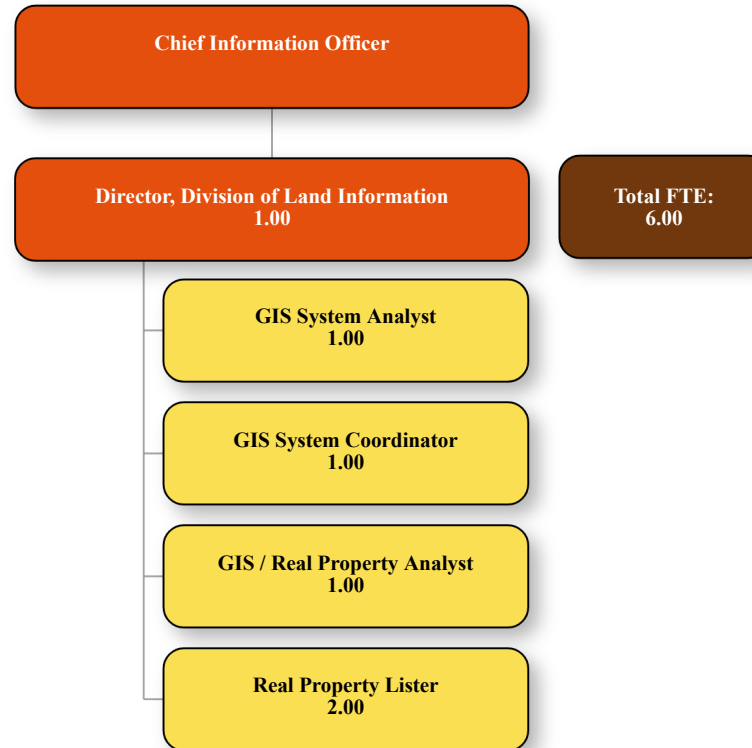 Chief Information Officer
Director, Division of Land Information
1.00
Total FTE:
6.00
GIS System Analyst
1.00
GIS System Coordinator
1.00
GIS / Real Property Analyst
1.00
Real Property Lister
2.00